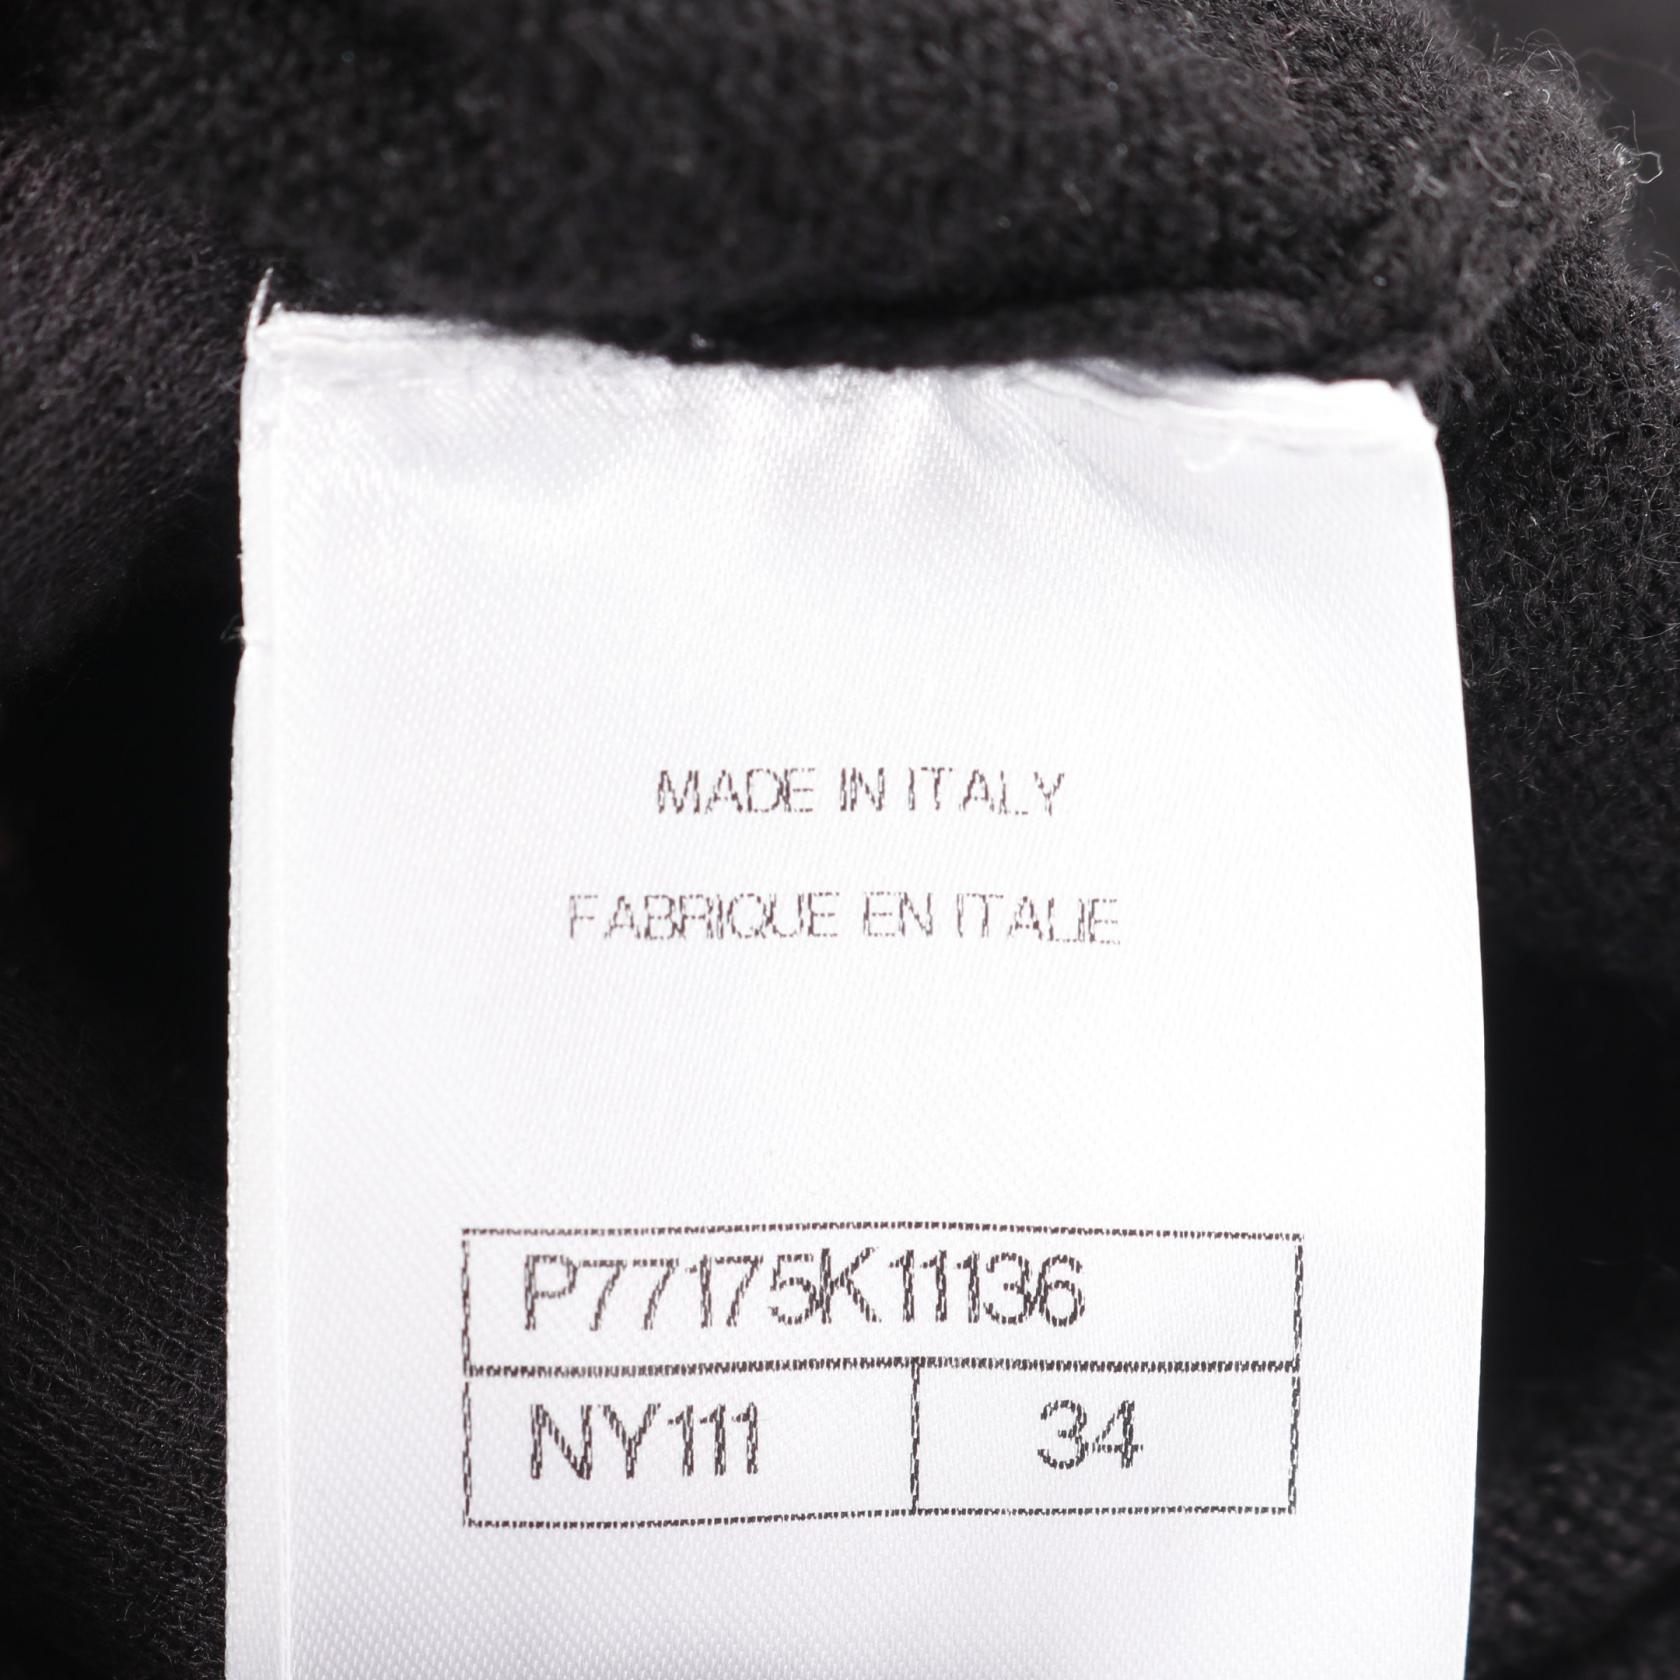 MADE IN ITALY
FABRIQUE EN ITALIE
P77175K11136
NY111 34